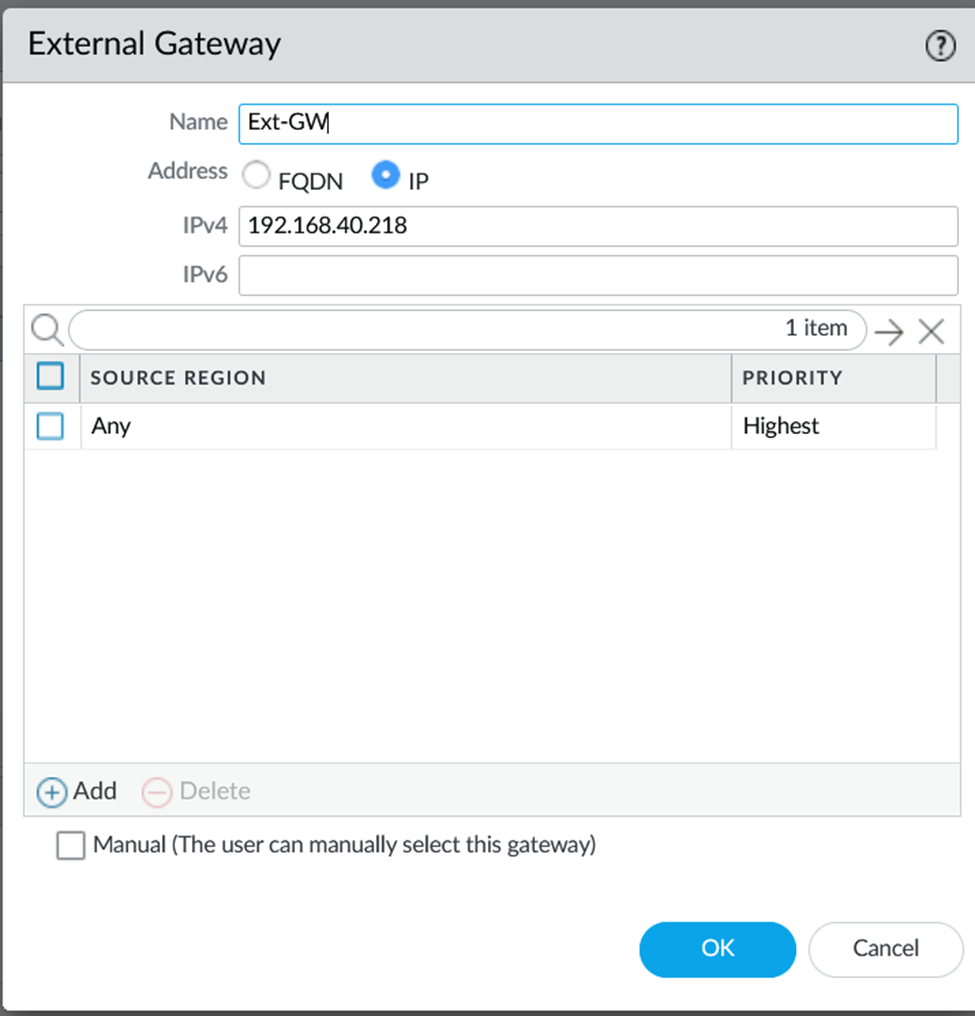 External Gateway
Name Ext-GW
Address FQDN IP
IPv4 192.168.40.218
IPv6
1 item
SOURCE REGION PRIORITY
Any Highest
Add Delete
Manual (The user can manually select this gateway)
OK Cancel